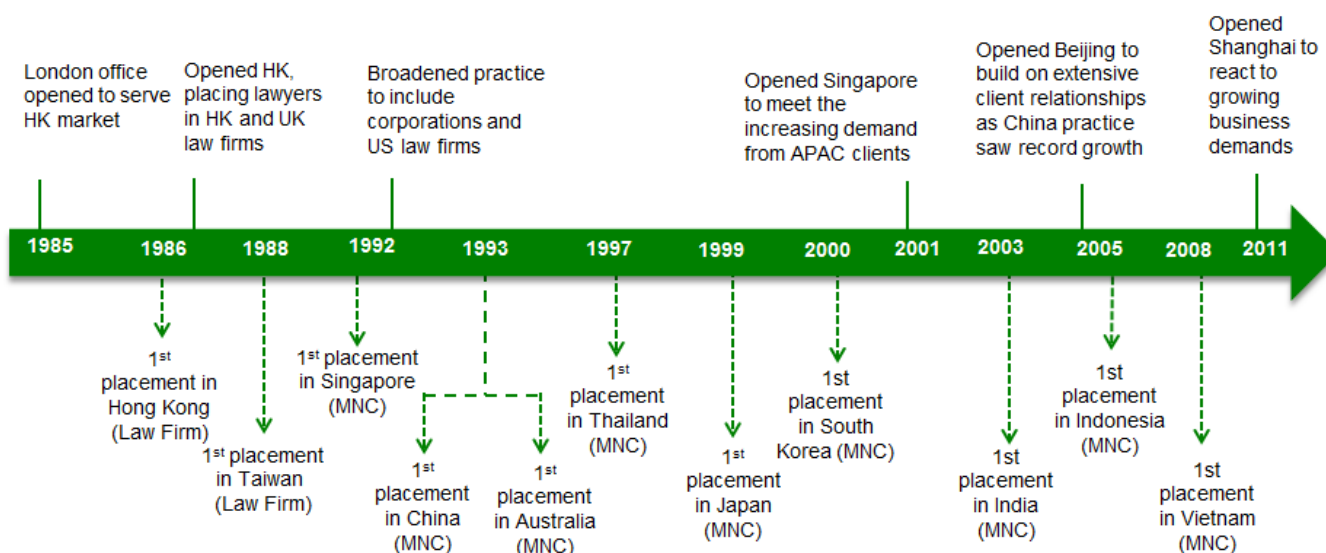 London office
opened to serve
HK market
Opened HK,
placing lawyers
in HK and UK
law firms
Broadened practice
to include
corporations and
US law firms
Opened Singapore
to meet the
increasing demand
from APAC clients
Opened Beijing to
build on extensive
client relationships
as China practice
saw record growth
Opened
Shanghai to
react to
growing
business
demands
1985
1986
1988
1992
1993
1997
1999
2000
2001
2003
2005
2008
2011
1st
placement in
Hong Kong
(Law Firm)
1st placement
in Taiwan
(Law Firm)
1st placement
in Singapore
(MNC)
1st
placement
in China
(MNC)
1st
placement
in Australia
(MNC)
1st
placement
in Thailand
(MNC)
1st
placement
in Japan
(MNC)
1st
placement
in South
Korea (MNC)
1st
placement
in India
(MNC)
1st
placement
in Indonesia
(MNC)
1st
placement
in Vietnam
(MNC)